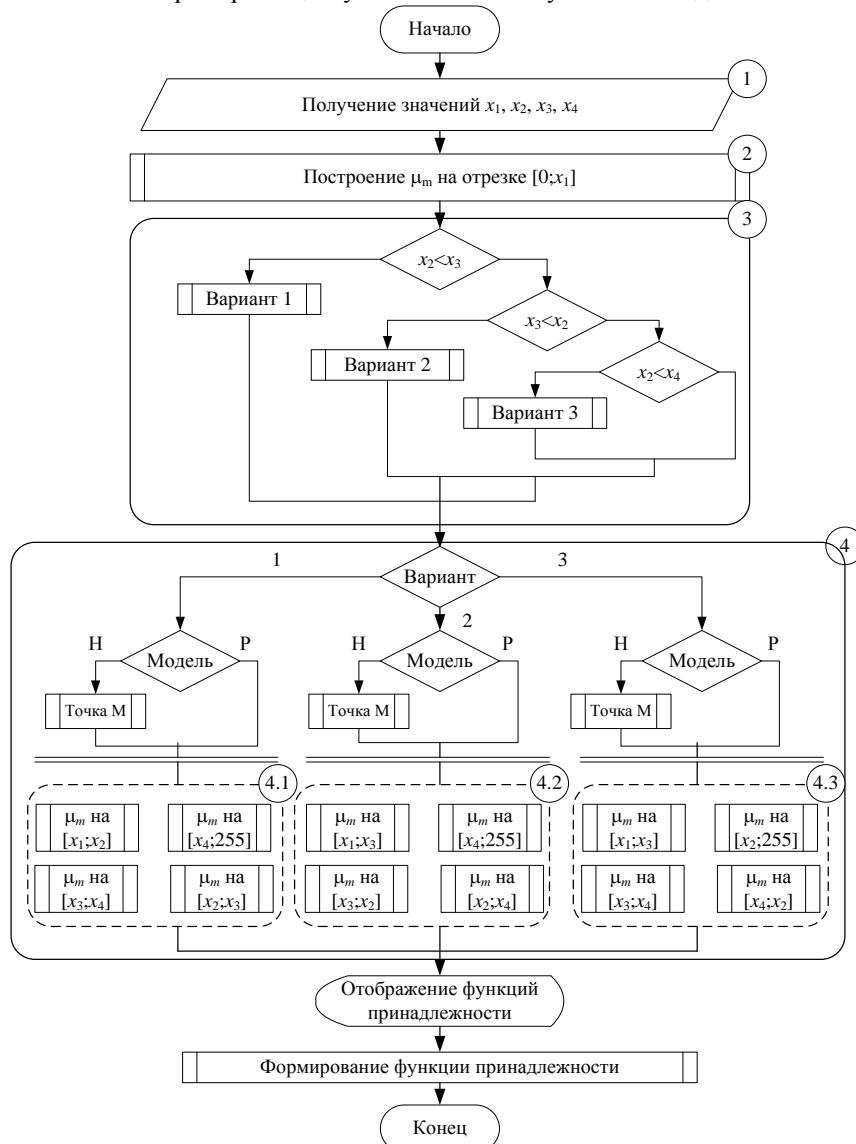 Начало
1
Получение значений x₁, x₂, x₃, x₄
2
Построение μₘ на отрезке [0;x₁]
3
x₂<x₃
Вариант 1
x₃<x₂
Вариант 2
x₂<x₄
Вариант 3
4
1
Вариант
3
2
Н
Модель
Р
Н
Модель
Р
Н
Модель
Р
Точка М
Точка М
Точка М
4.1
4.2
4.3
μₘ на
[x₁;x₂]
μₘ на
[x₄;255]
μₘ на
[x₃;x₄]
μₘ на
[x₂;x₃]
μₘ на
[x₁;x₃]
μₘ на
[x₄;255]
μₘ на
[x₃;x₂]
μₘ на
[x₂;x₄]
μₘ на
[x₁;x₃]
μₘ на
[x₂;255]
μₘ на
[x₃;x₄]
μₘ на
[x₄;x₂]
Отображение функций
принадлежности
Формирование функции принадлежности
Конец